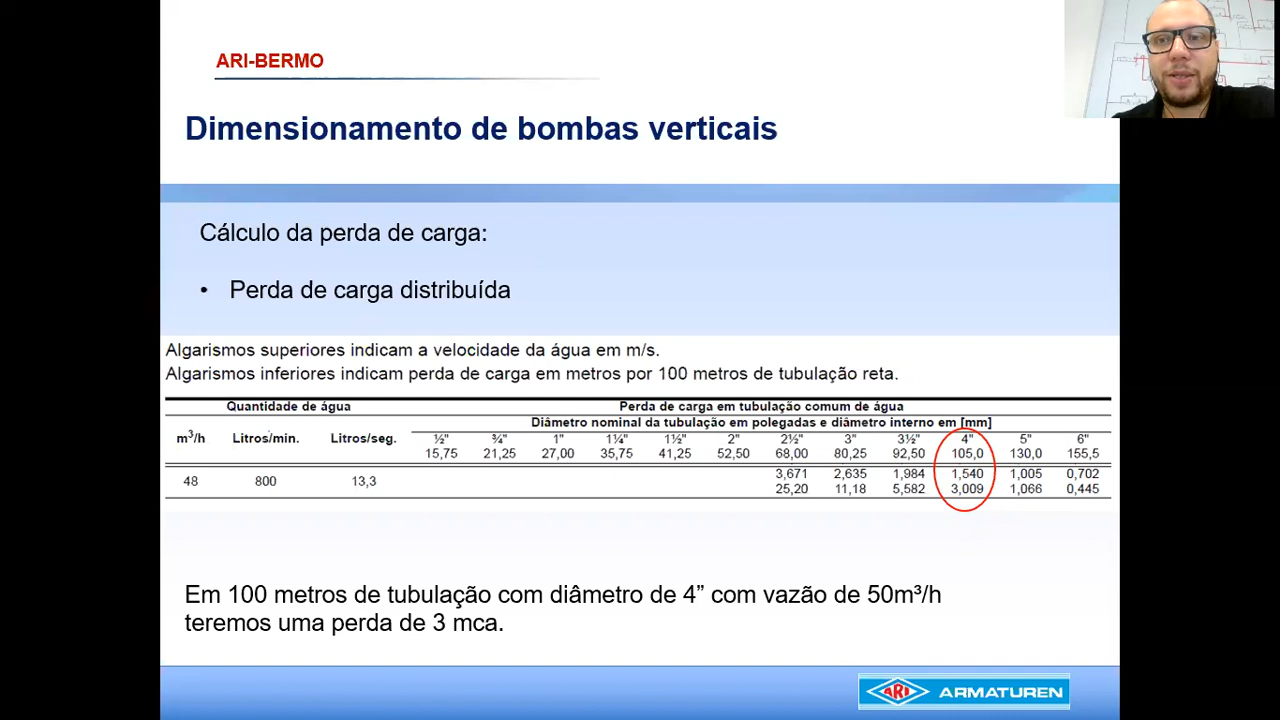 ARI-BERMO
Dimensionamento de bombas verticais
Cálculo da perda de carga:
• Perda de carga distribuída
Algarismos superiores indicam a velocidade da água em m/s.
Algarismos inferiores indicam perda de carga em metros por 100 metros de tubulação reta.
Quantidade de água Perda de carga em tubulação comum de água
Diâmetro nominal da tubulação em polegadas e diâmetro interno em [mm]
m³/h Litros/min. Litros/seg. ½" ¾" 1" 1¼" 1½" 2" 2½" 3" 3½" 4" 5" 6"
15,75 21,25 27,00 35,75 41,25 52,50 68,00 80,25 92,50 105,0 130,0 155,5
48 800 13,3 3,671 2,635 1,984 1,540 1,005 0,702
25,20 11,18 5,582 3,009 1,066 0,445
Em 100 metros de tubulação com diâmetro de 4” com vazão de 50m³/h
teremos uma perda de 3 mca.
ARI ARMATUREN